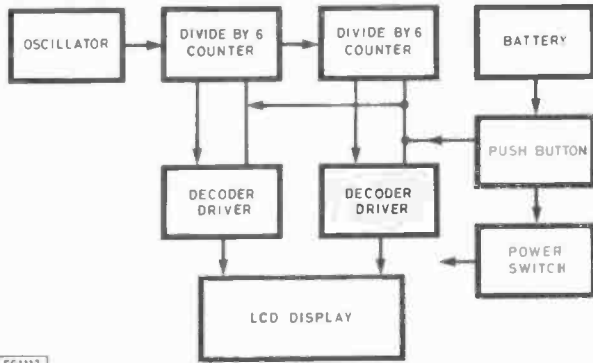 OSCILLATOR
DIVIDE BY 6
COUNTER
DIVIDE BY 6
COUNTER
BATTERY
PUSH BUTTON
DECODER
DRIVER
DECODER
DRIVER
POWER
SWITCH
LCD DISPLAY